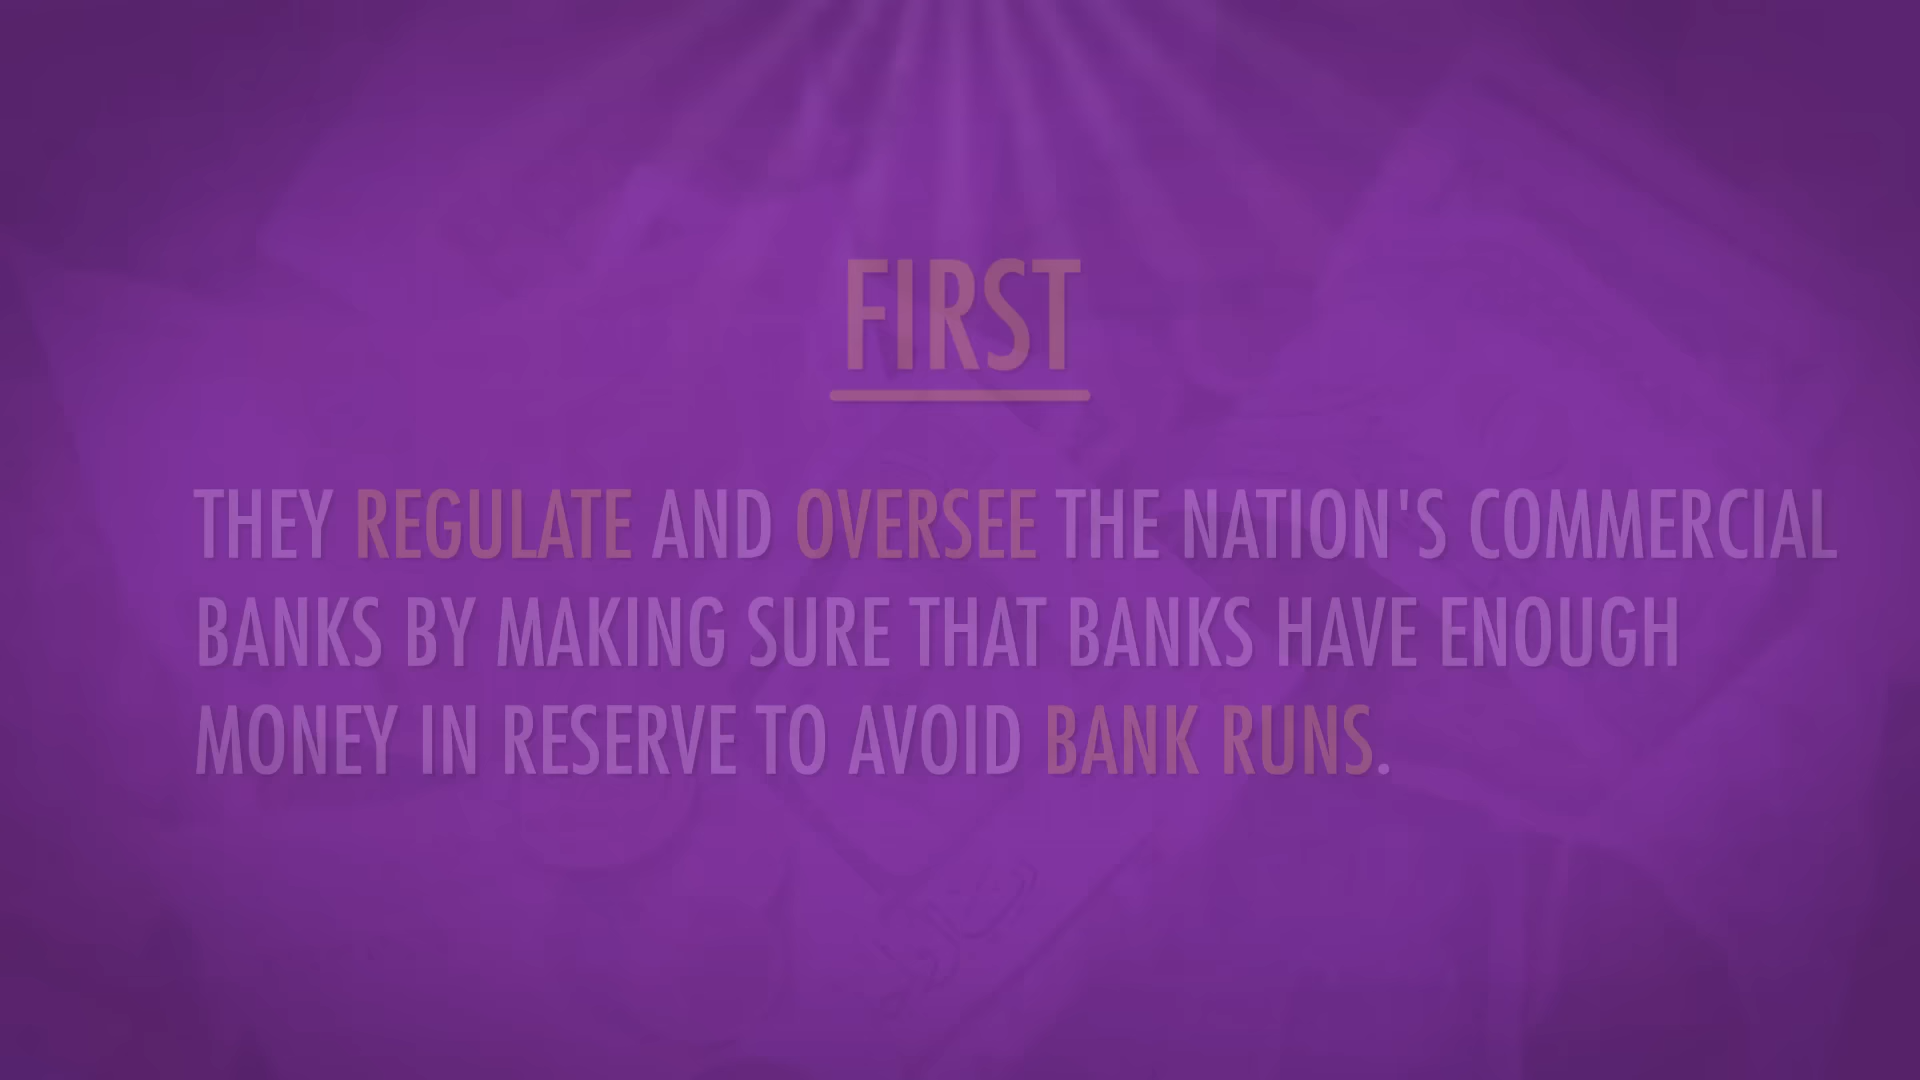 FIRST
THEY REGULATE AND OVERSEE THE NATION'S COMMERCIAL
BANKS BY MAKING SURE THAT BANKS HAVE ENOUGH
MONEY IN RESERVE TO AVOID BANK RUNS.